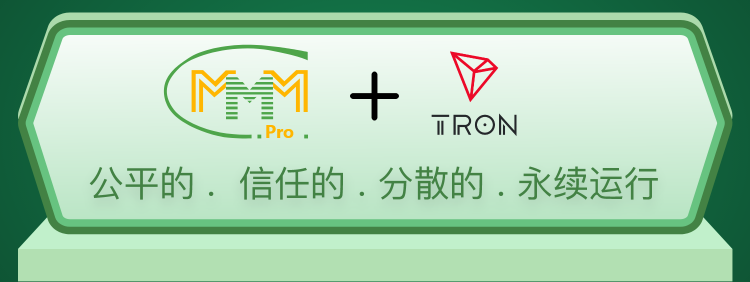 MMM
.Pro.
TRON
公平的 . 信任的 . 分散的 . 永续运行